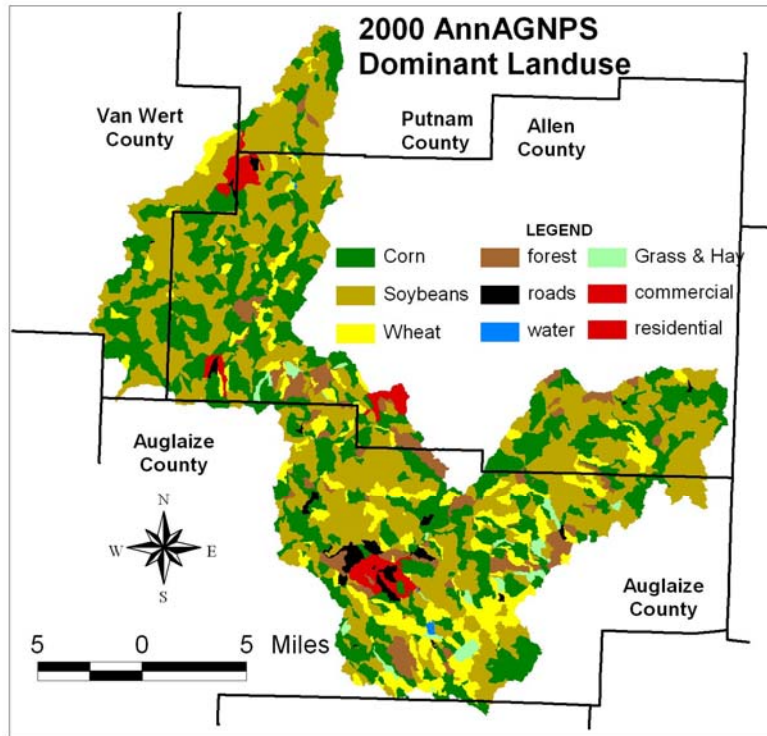 2000 AnnAGNPS
Dominant Landuse
Van Wert
County
Putnam
County
Allen
County
LEGEND
Corn
forest
Grass & Hay
Soybeans
roads
commercial
Wheat
water
residential
Auglaize
County
N
W
E
S
Auglaize
County
5 0 5 Miles